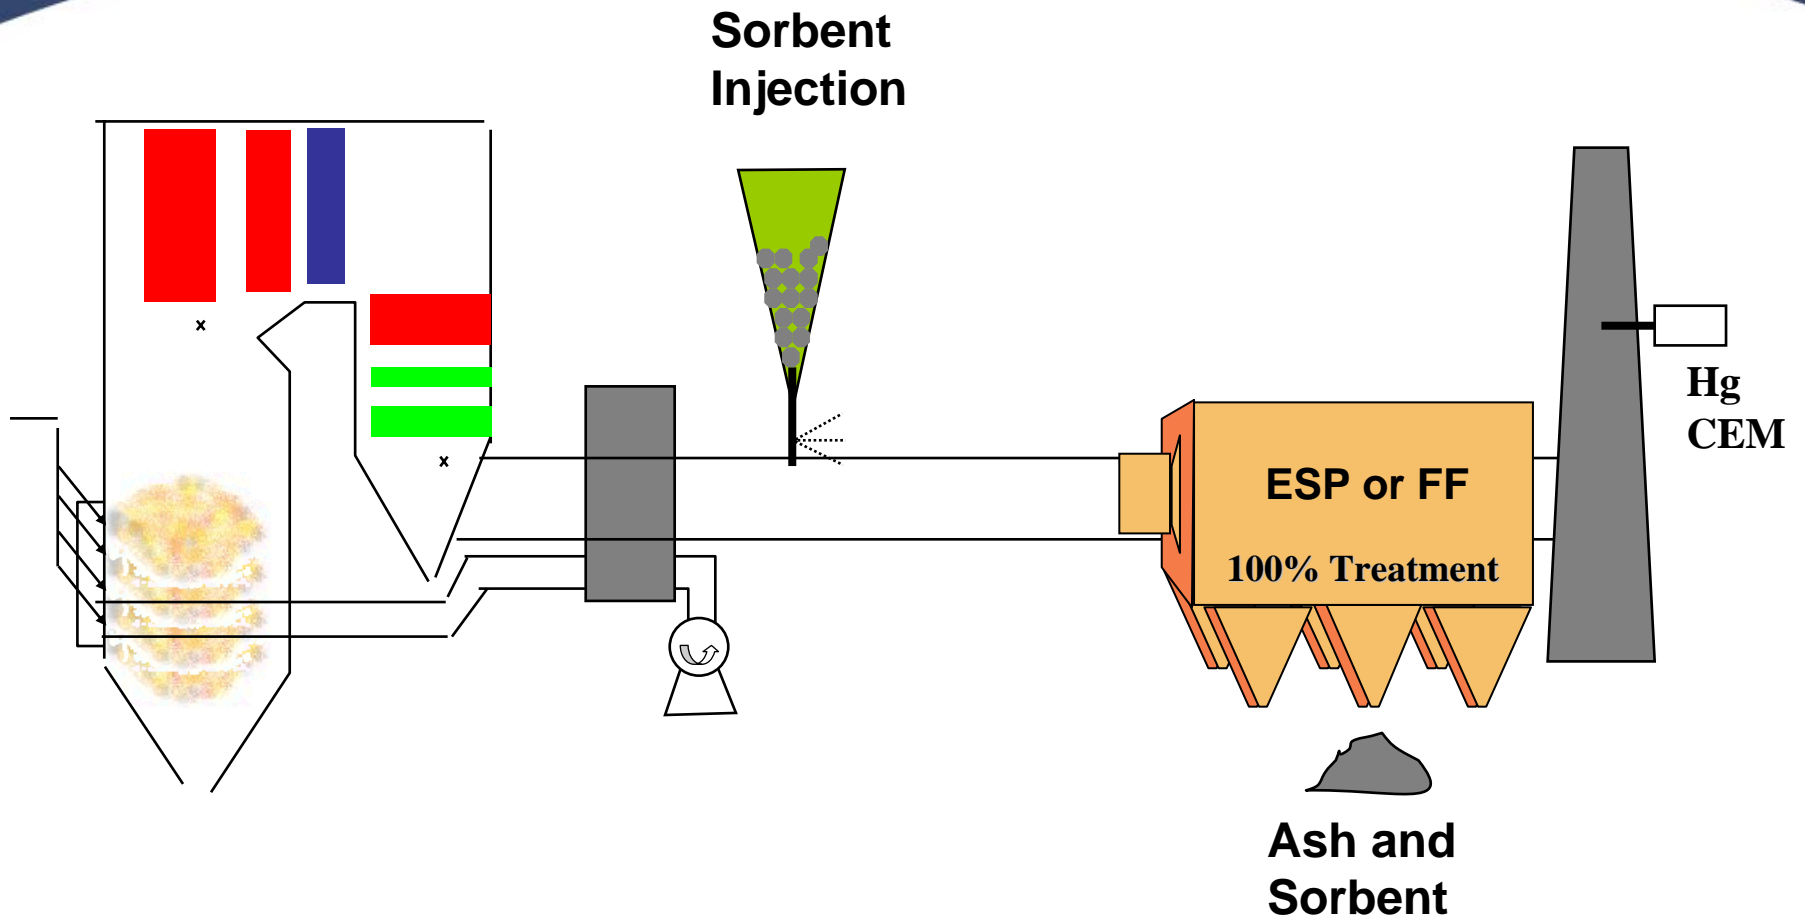 Sorbent
Injection
Hg
CEM
ESP or FF
100% Treatment
Ash and
Sorbent